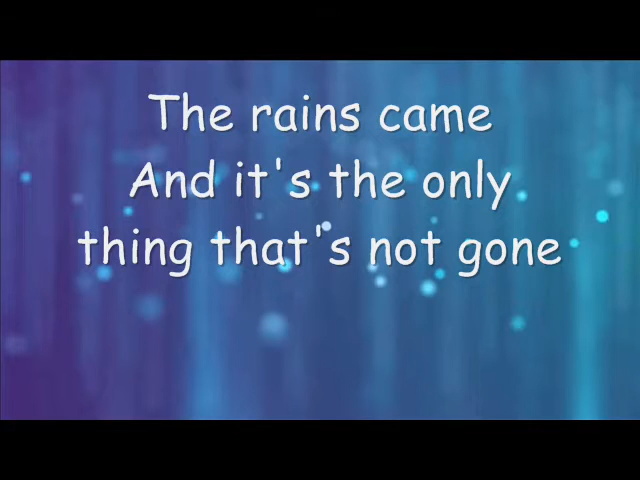 The rains came
And it's the only
thing that's not gone